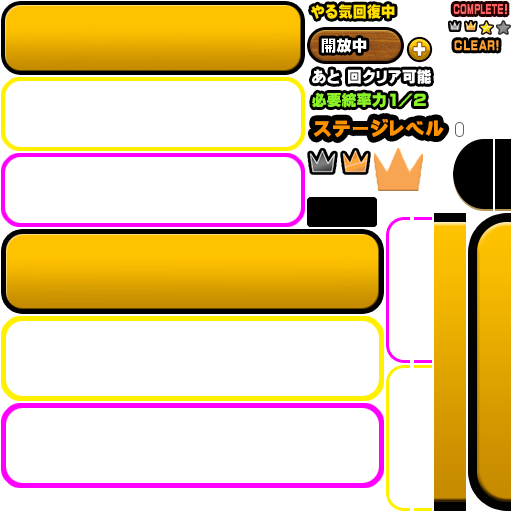 やる気回復中
COMPLETE!
開放中
CLEAR!
あと 回クリア可能
必要統率力1/2
ステージレベル